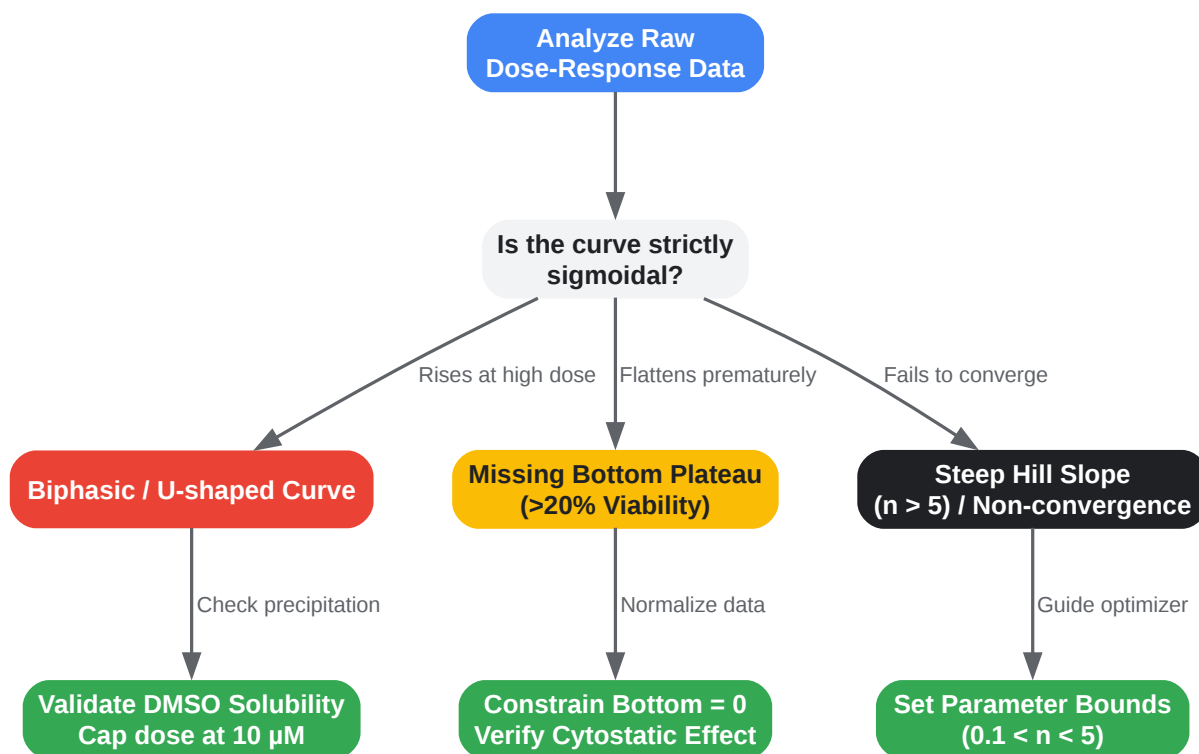 Analyze Raw
Dose-Response Data
Is the curve strictly
sigmoidal?
Rises at high dose
Flattens prematurely
Fails to converge
Biphasic / U-shaped Curve
Missing Bottom Plateau
(>20% Viability)
Steep Hill Slope
(n > 5) / Non-convergence
Check precipitation
Normalize data
Guide optimizer
Validate DMSO Solubility
Cap dose at 10 µM
Constrain Bottom = 0
Verify Cytostatic Effect
Set Parameter Bounds
(0.1 < n < 5)